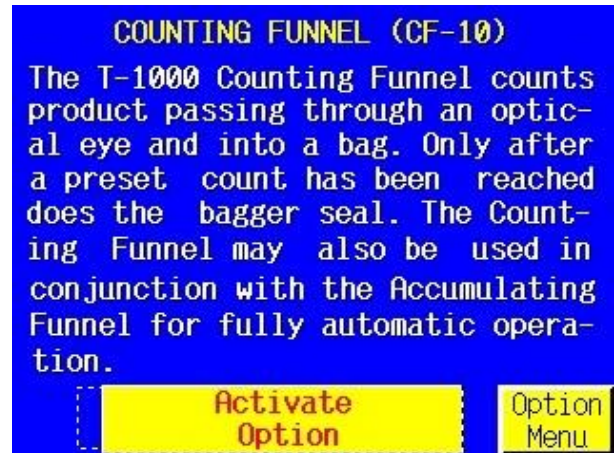 COUNTING FUNNEL (CF-10)
The T-1000 Counting Funnel counts
product passing through an optic-
al eye and into a bag. Only after
a preset count has been reached
does the bagger seal. The Count-
ing Funnel may also be used in
conjunction with the Accumulating
Funnel for fully automatic opera-
tion.
Activate
Option
Option
Menu